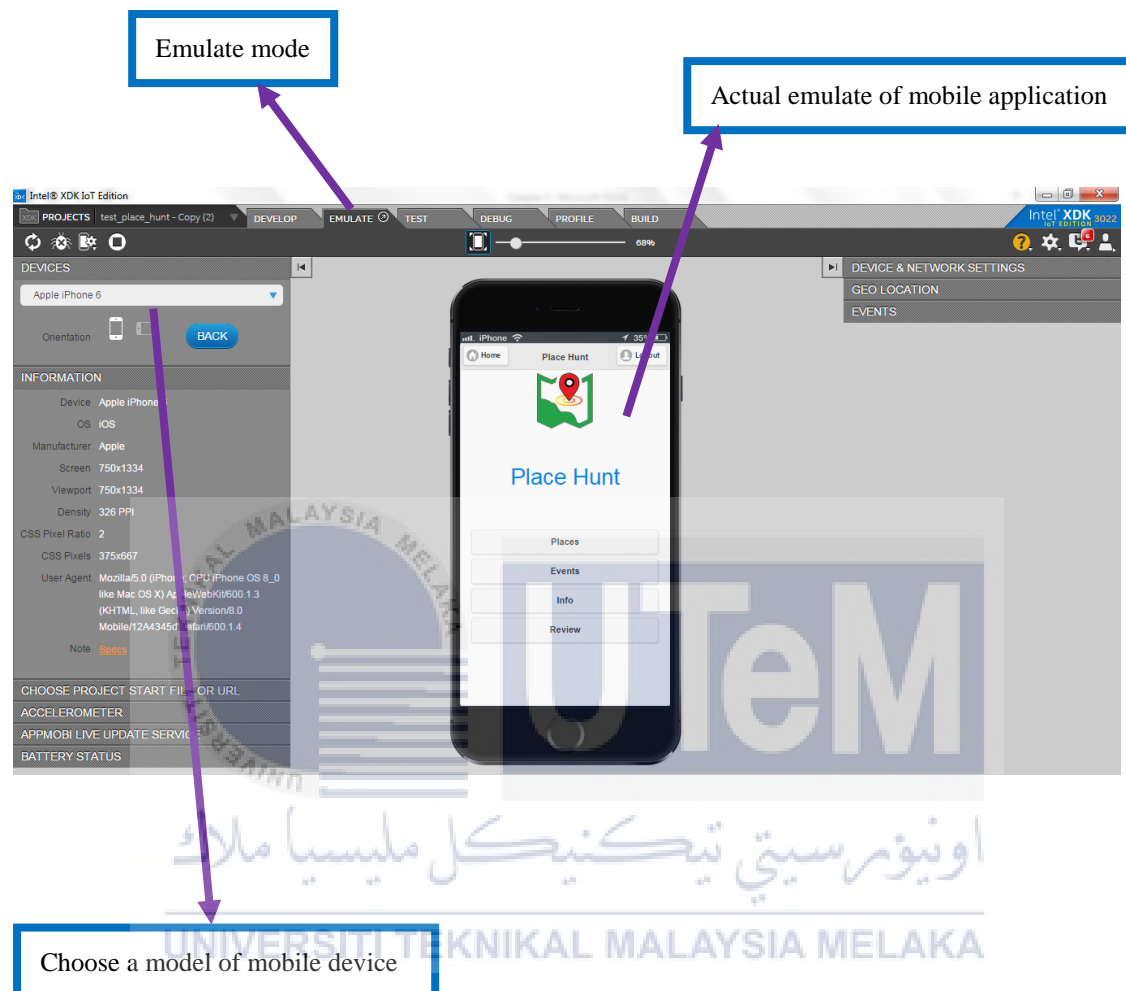 Emulate mode
Actual emulate of mobile application
Intel® XDK IoT Edition
PROJECTS test_place_hunt - Copy (2) DEVELOP EMULATE TEST DEBUG PROFILE BUILD
Intel® XDK IoT EDITION 3022
68%
DEVICES
Apple iPhone 6
Orientation BACK
INFORMATION
Device Apple iPhone
OS iOS
Manufacturer Apple
Screen 750x1334
Viewport 750x1334
Density 326 PPI
CSS Pixel Ratio 2
CSS Pixels 375x667
User Agent Mozilla/5.0 (iPhone; CPU iPhone OS 8_0
like Mac OS X) AppleWebKit/600.1.3
(KHTML, like Gecko) Version/8.0
Mobile/12A4345d Safari/600.1.4
Note Specs
CHOOSE PROJECT START FILE OR URL
ACCELEROMETER
APPMOBI LIVE UPDATE SERVICE
BATTERY STATUS
iPhone 35%
Home Place Hunt Logout
Place Hunt
Places
Events
Info
Review
DEVICE & NETWORK SETTINGS
GEO LOCATION
EVENTS
UNIVERSITI TEKNIKAL MALAYSIA MELAKA
UTeM
اونيۏرسيتي تيكنيكل مليسيا ملاك
UNIVERSITI TEKNIKAL MALAYSIA MELAKA
Choose a model of mobile device